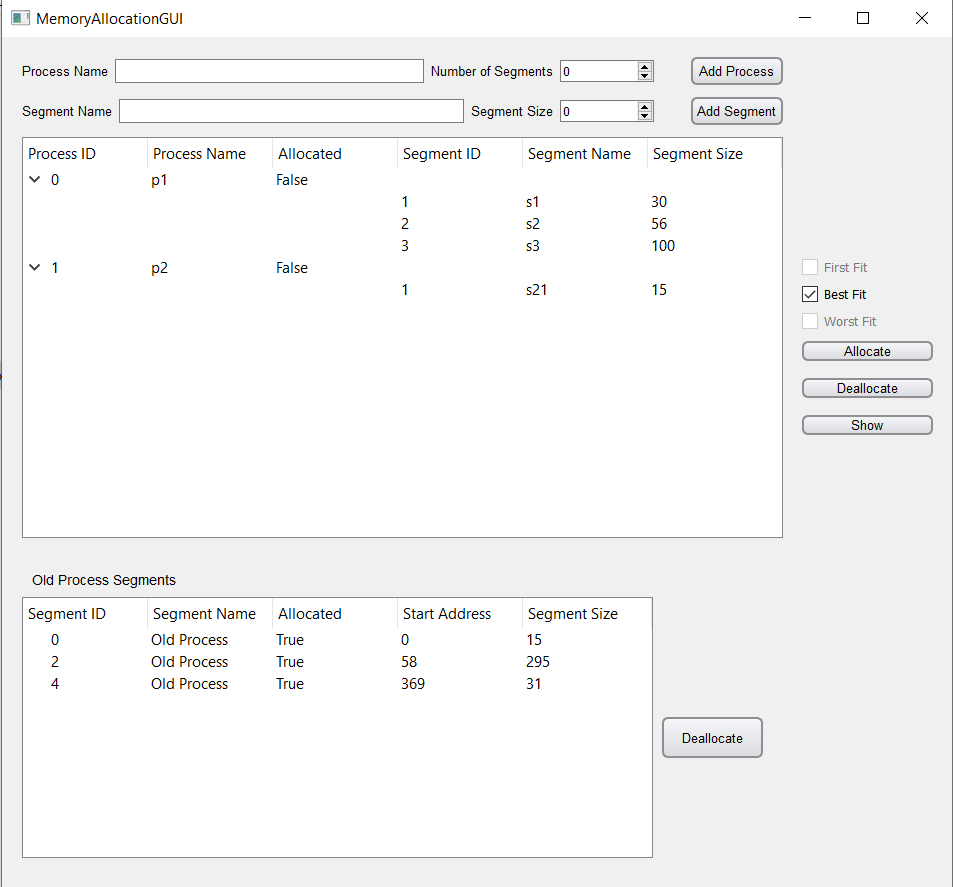 MemoryAllocationGUI
Process Name Number of Segments 0 Add Process
Segment Name Segment Size 0 Add Segment
Process ID Process Name Allocated Segment ID Segment Name Segment Size
0 p1 False
1 s1 30
2 s2 56
3 s3 100
1 p2 False
1 s21 15
First Fit
Best Fit
Worst Fit
Allocate
Deallocate
Show
Old Process Segments
Segment ID Segment Name Allocated Start Address Segment Size
0 Old Process True 0 15
2 Old Process True 58 295
4 Old Process True 369 31
Deallocate